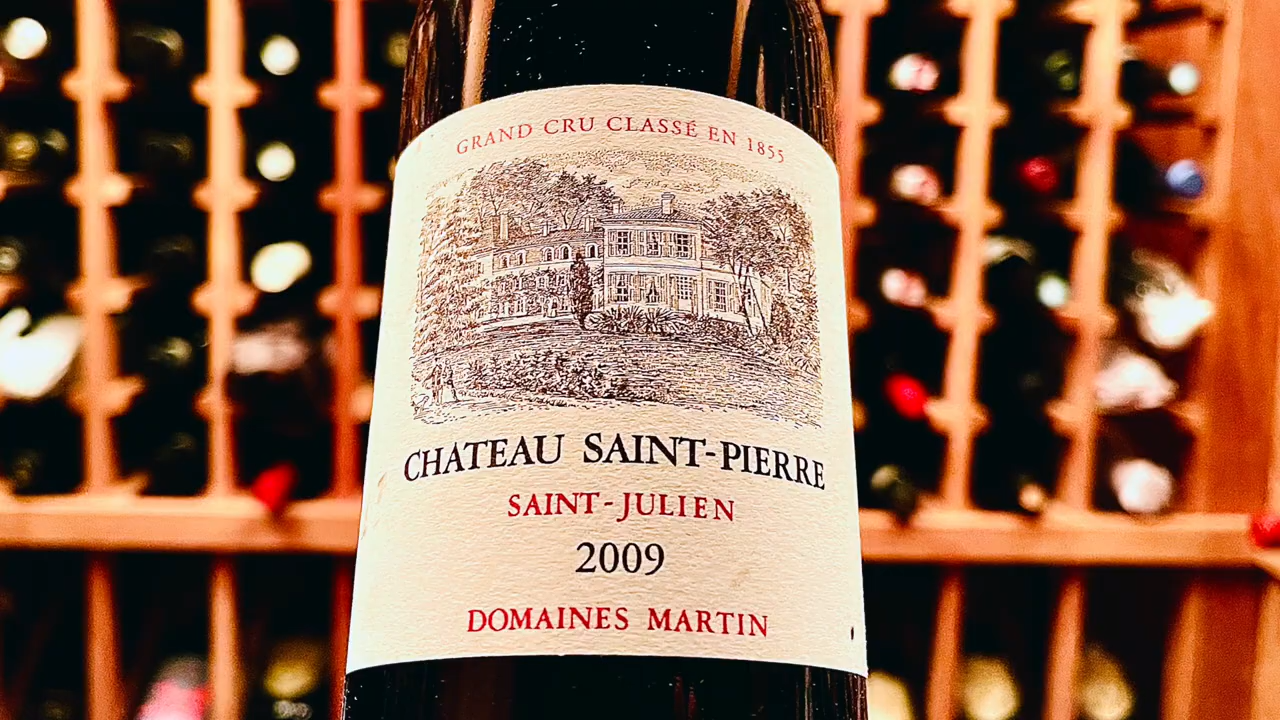 GRAND CRU CLASSÉ EN 1855
CHATEAU SAINT-PIERRE
SAINT-JULIEN
2009
DOMAINES MARTIN